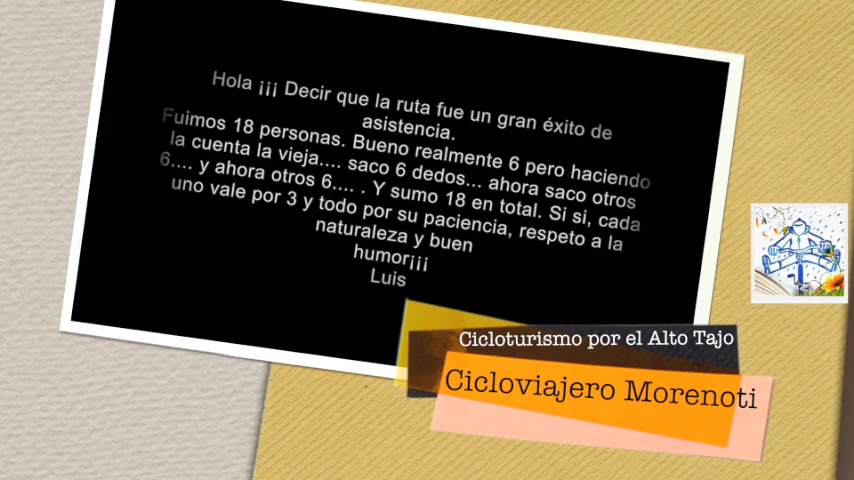 Hola ¡¡¡ Decir que la ruta fue un gran éxito de
asistencia.
Fuimos 18 personas. Bueno realmente 6 pero haciendo
la cuenta la vieja.... saco 6 dedos... ahora saco otros
6.... y ahora otros 6.... . Y sumo 18 en total. Si si, cada
uno vale por 3 y todo por su paciencia, respeto a la
naturaleza y buen
humor¡¡¡
Luis
Cicloturismo por el Alto Tajo
Cicloviajero Morenoti